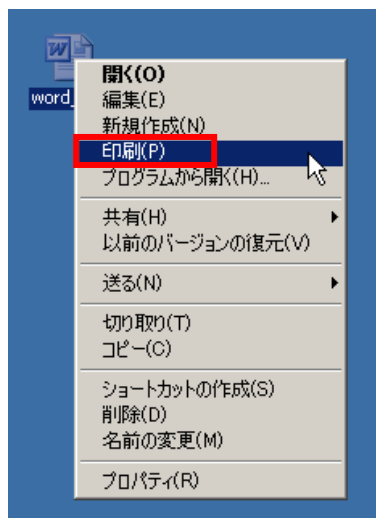 word_
開く(O)
編集(E)
新規作成(N)
印刷(P)
プログラムから開く(H)...
共有(H)
以前のバージョンの復元(V)
送る(N)
切り取り(T)
コピー(C)
ショートカットの作成(S)
削除(D)
名前の変更(M)
プロパティ(R)